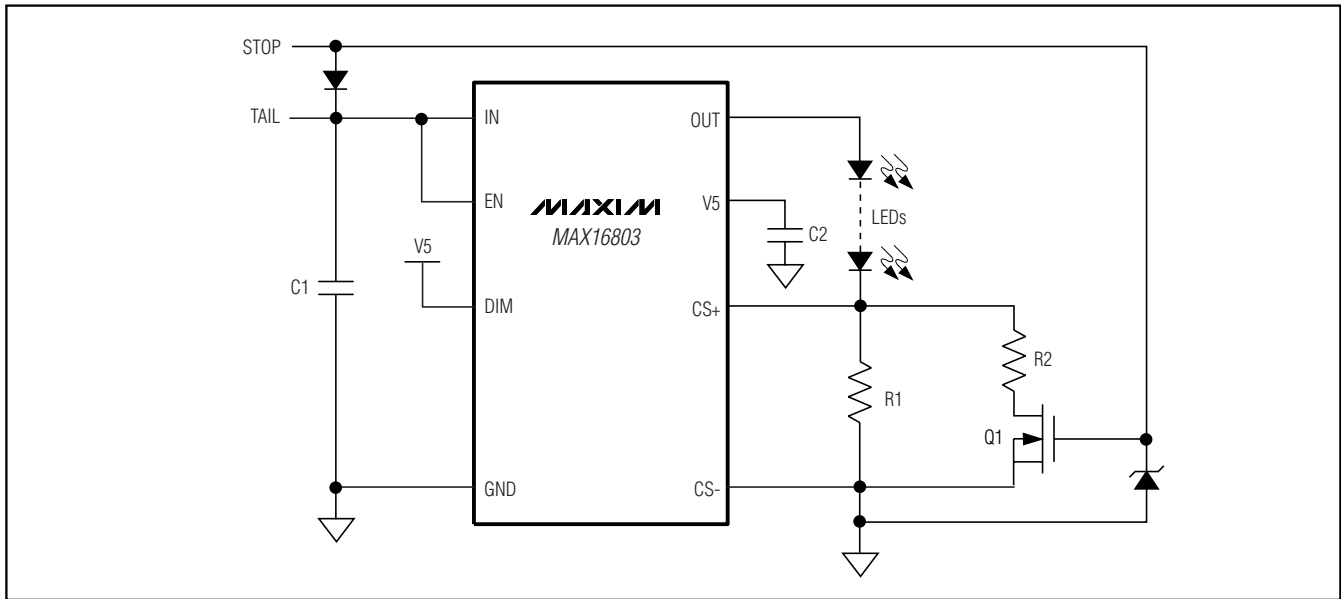 STOP
TAIL
IN
OUT
EN
V5
MAXIM
MAX16803
LEDs
C2
V5
C1
DIM
CS+
R2
R1
Q1
GND
CS-